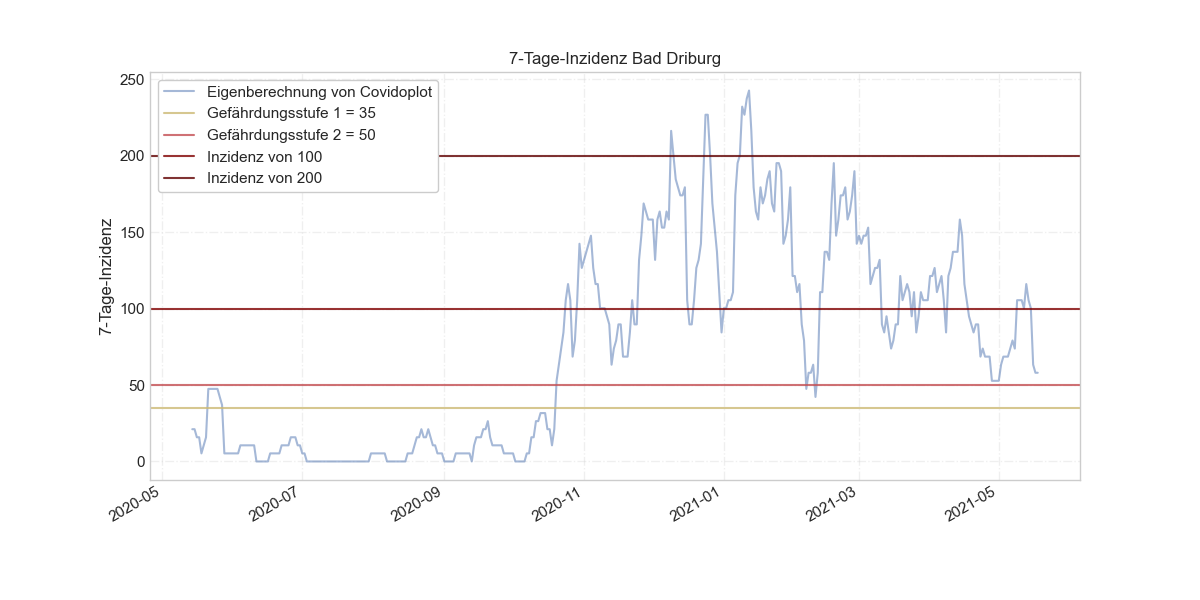 7-Tage-Inzidenz Bad Driburg
Eigenberechnung von Covidoplot
Gefährdungsstufe 1 = 35
Gefährdungsstufe 2 = 50
Inzidenz von 100
Inzidenz von 200
7-Tage-Inzidenz
250
200
150
100
50
0
2020-05
2020-07
2020-09
2020-11
2021-01
2021-03
2021-05